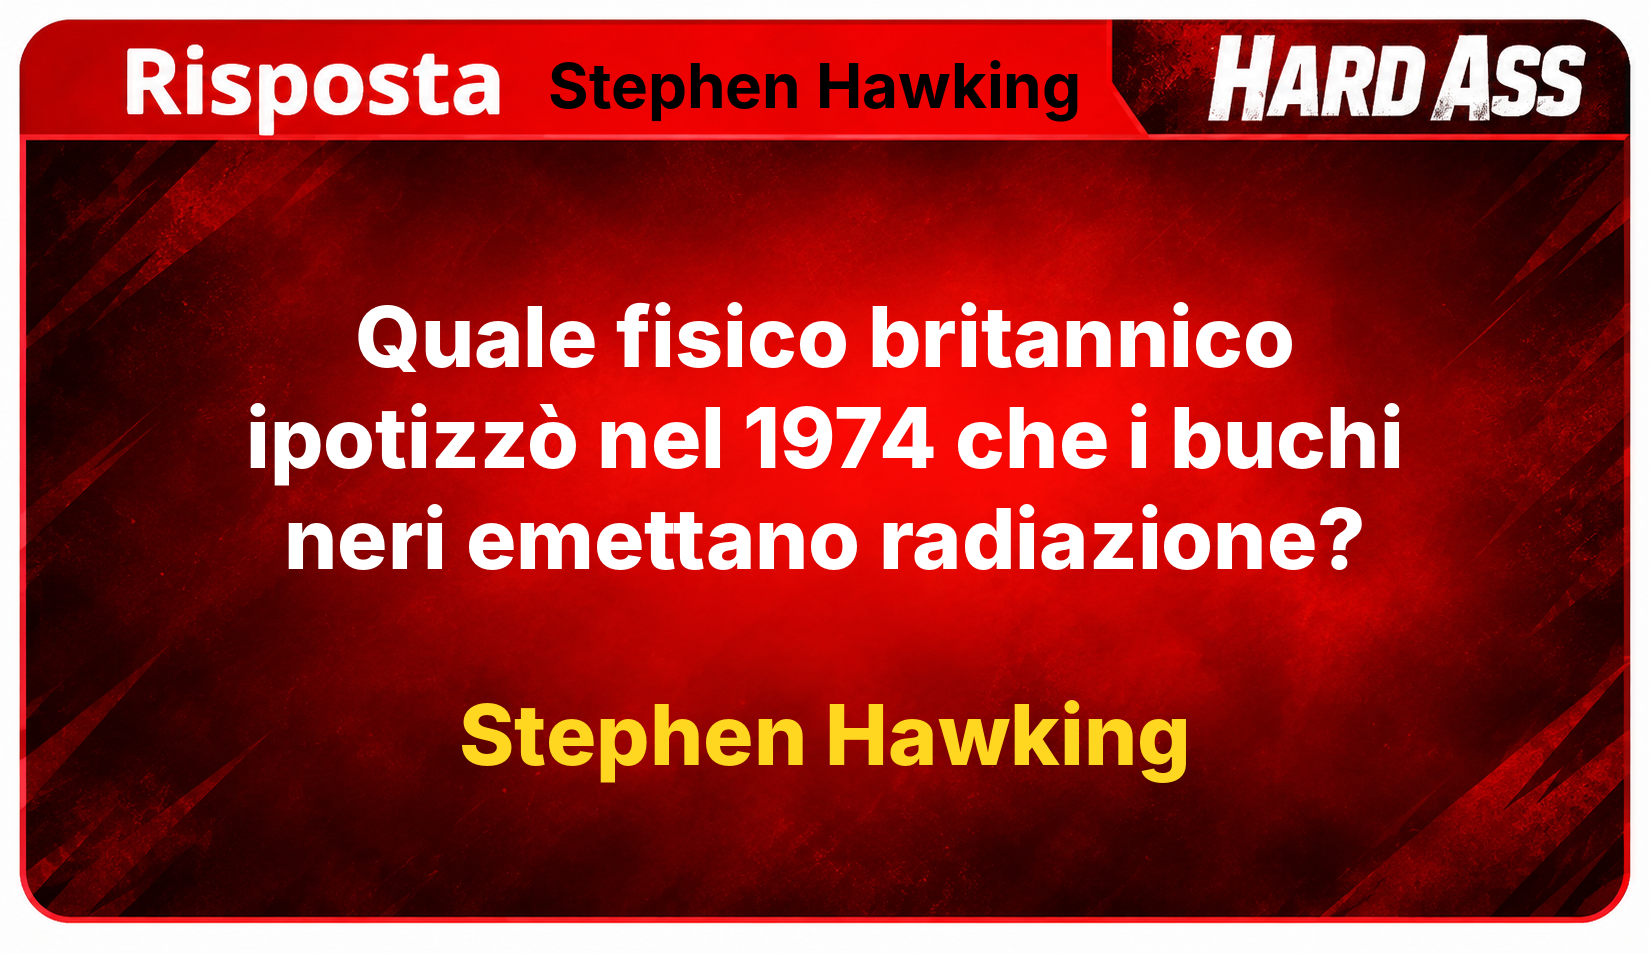 Risposta Stephen Hawking HARD ASS
Quale fisico britannico
ipotizzò nel 1974 che i buchi
neri emettano radiazione?
Stephen Hawking